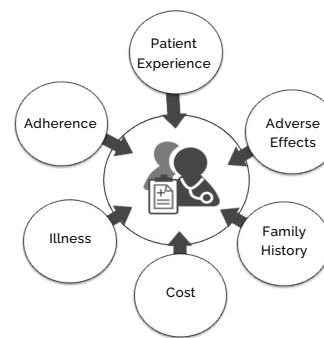 Patient
Experience
Adherence
Adverse
Effects
Illness
Family
History
Cost